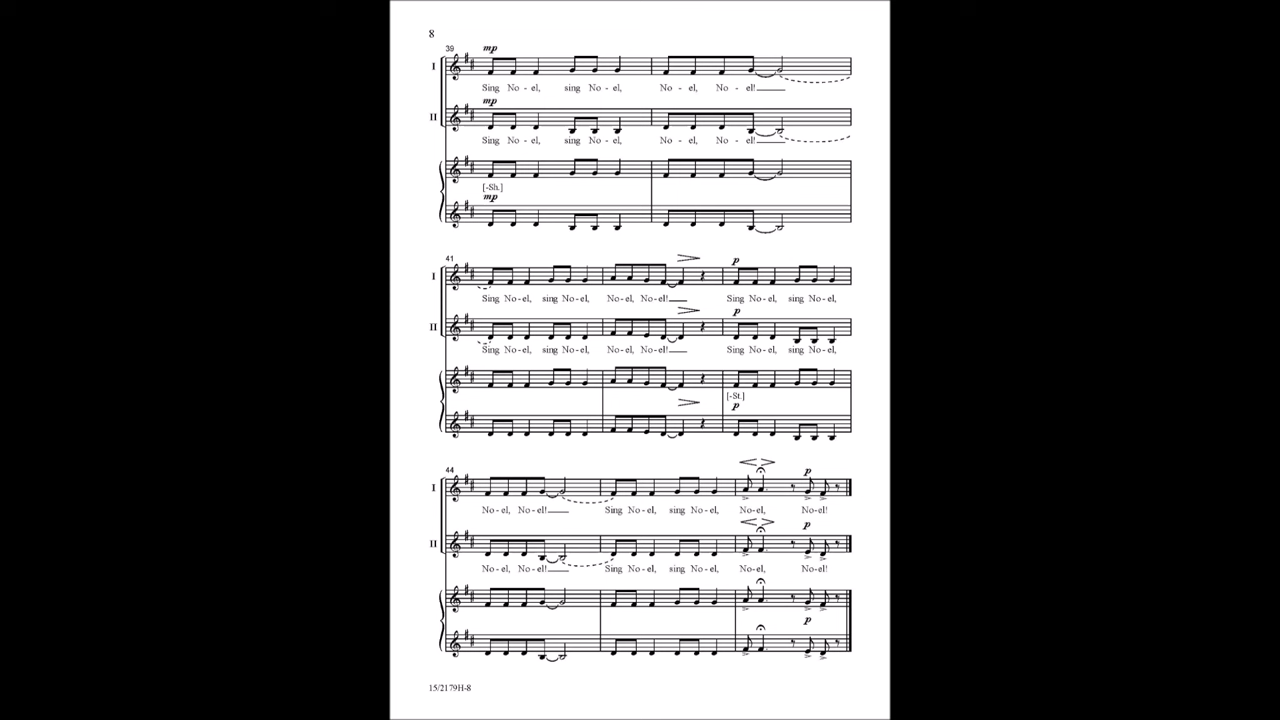 8
39
mp
I
Sing No - el, sing No - el, No - el, No - el!
mp
II
Sing No - el, sing No - el, No - el, No - el!
[-Sh.]
mp
41
p
I
Sing No - el, sing No - el, No - el, No - el! Sing No - el, sing No - el,
p
II
Sing No - el, sing No - el, No - el, No - el! Sing No - el, sing No - el,
[-St.]
p
44
p
I
No - el, No - el! Sing No - el, sing No - el, No - el, No - el!
p
II
No - el, No - el! Sing No - el, sing No - el, No - el, No - el!
p
15/2179H-8